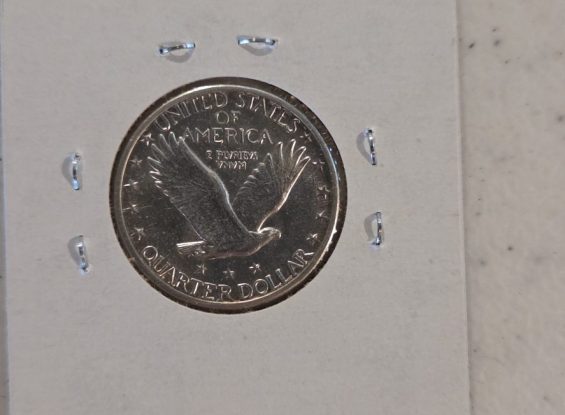 UNITED STATES
OF
AMERICA
E PLURIBUS
UNUM
QUARTER DOLLAR